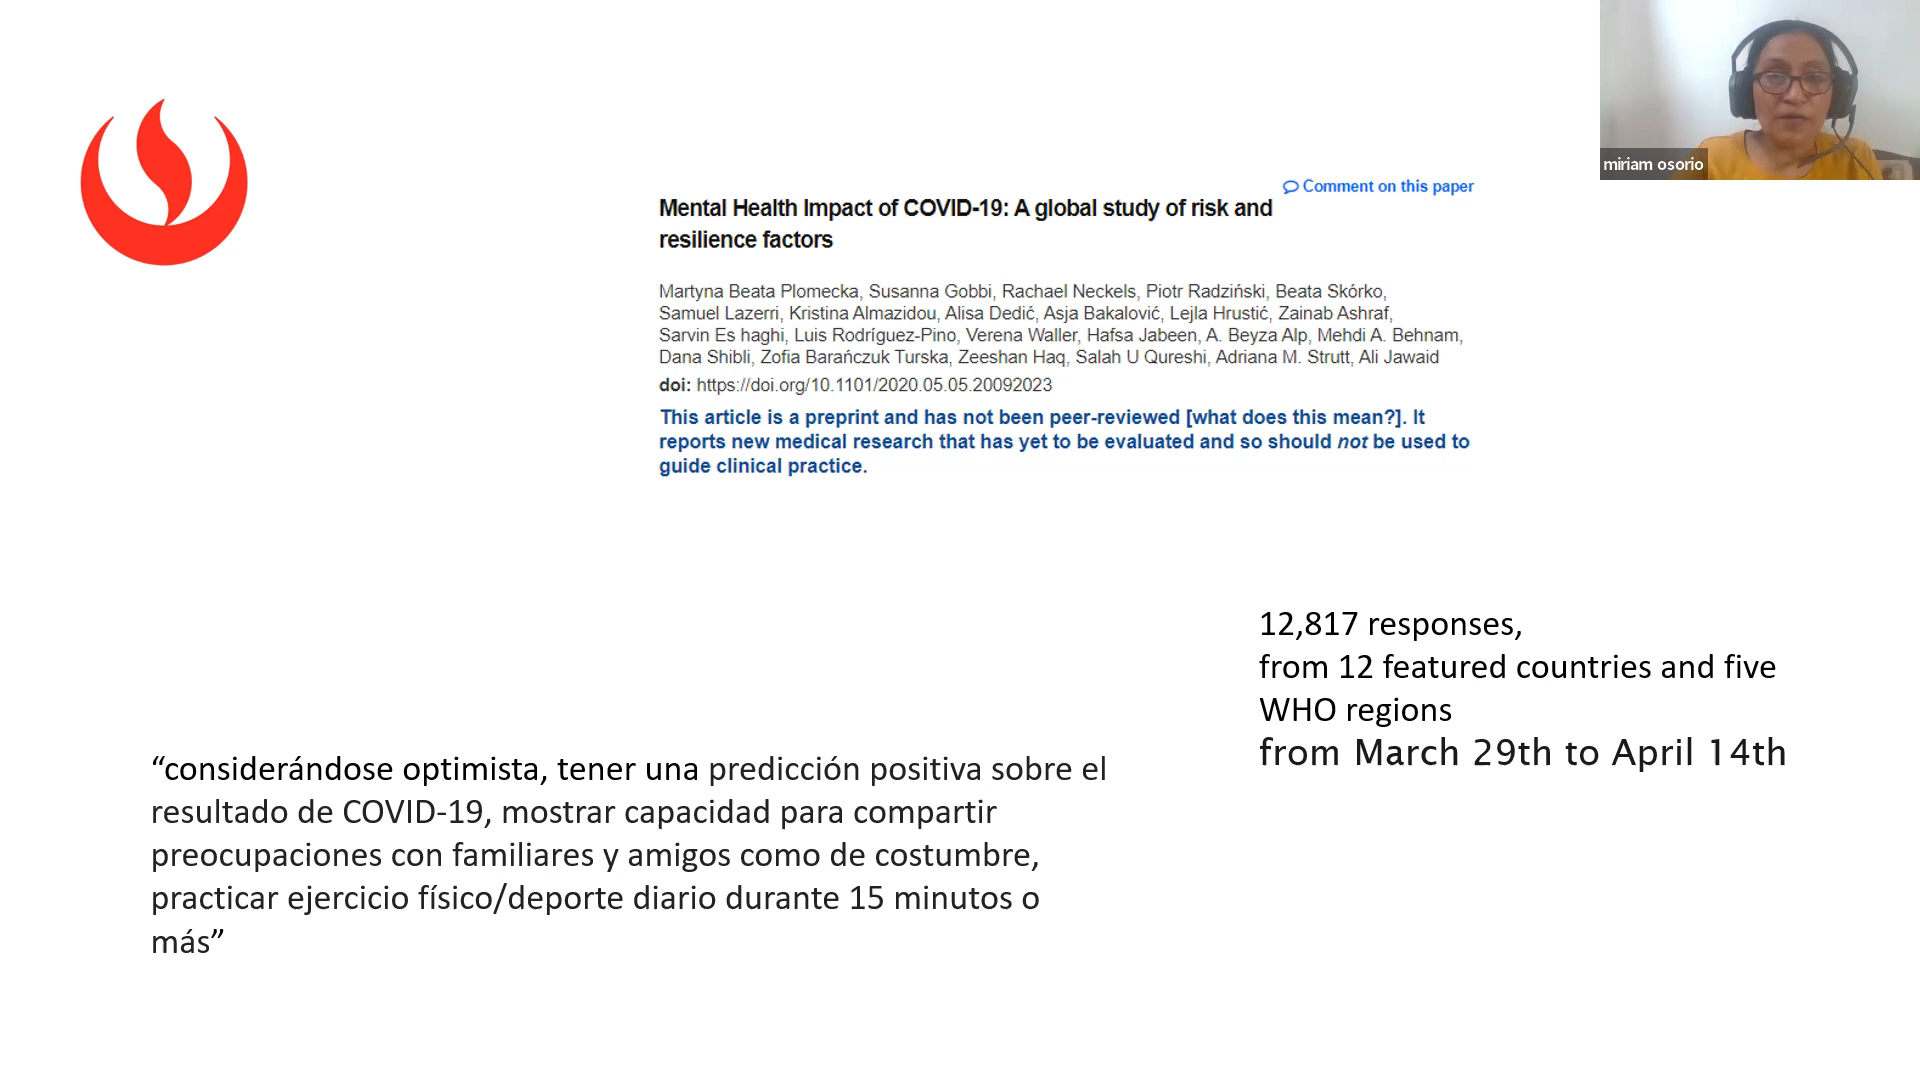 miriam osorio
Comment on this paper
Mental Health Impact of COVID-19: A global study of risk and
resilience factors
Martyna Beata Plomecka, Susanna Gobbi, Rachael Neckels, Piotr Radziński, Beata Skórko,
Samuel Lazerri, Kristina Almazidou, Alisa Dedić, Asja Bakalović, Lejla Hrustić, Zainab Ashraf,
Sarvin Es haghi, Luis Rodríguez-Pino, Verena Waller, Hafsa Jabeen, A. Beyza Alp, Mehdi A. Behnam,
Dana Shibli, Zofia Barańczuk Turska, Zeeshan Haq, Salah U Qureshi, Adriana M. Strutt, Ali Jawaid
doi: https://doi.org/10.1101/2020.05.05.20092023
This article is a preprint and has not been peer-reviewed [what does this mean?]. It
reports new medical research that has yet to be evaluated and so should not be used to
guide clinical practice.
12,817 responses,
from 12 featured countries and five
WHO regions
from March 29th to April 14th
“considerándose optimista, tener una predicción positiva sobre el
resultado de COVID-19, mostrar capacidad para compartir
preocupaciones con familiares y amigos como de costumbre,
practicar ejercicio físico/deporte diario durante 15 minutos o
más”